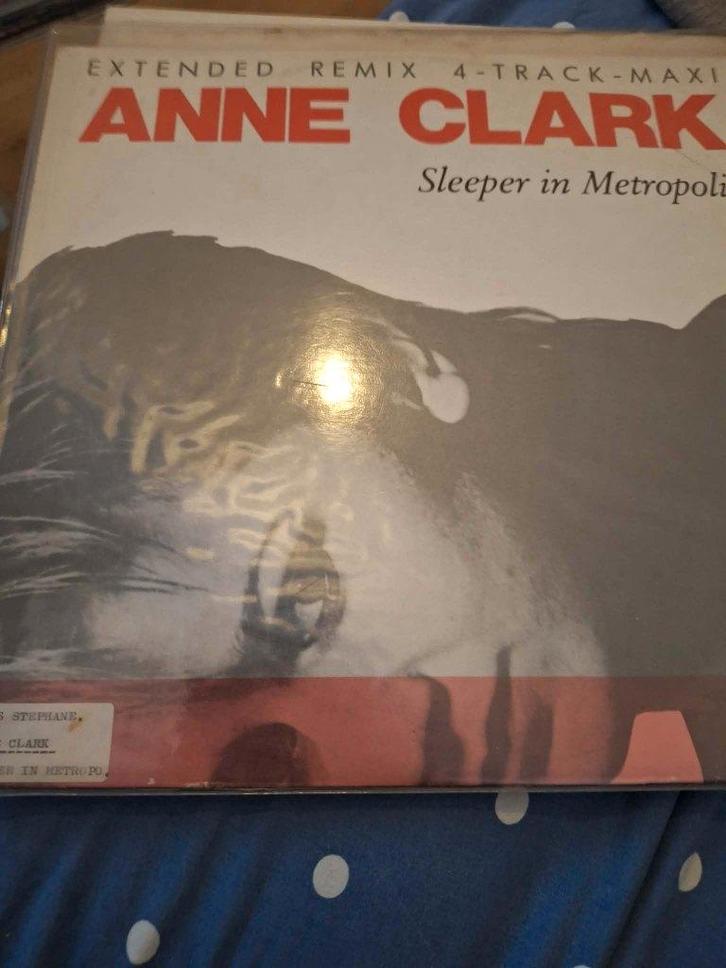 EXTENDED REMIX 4-TRACK-MAXI
ANNE CLARK
Sleeper in Metropoli
S STEPHANE.
E CLARK
ER IN METROPO.